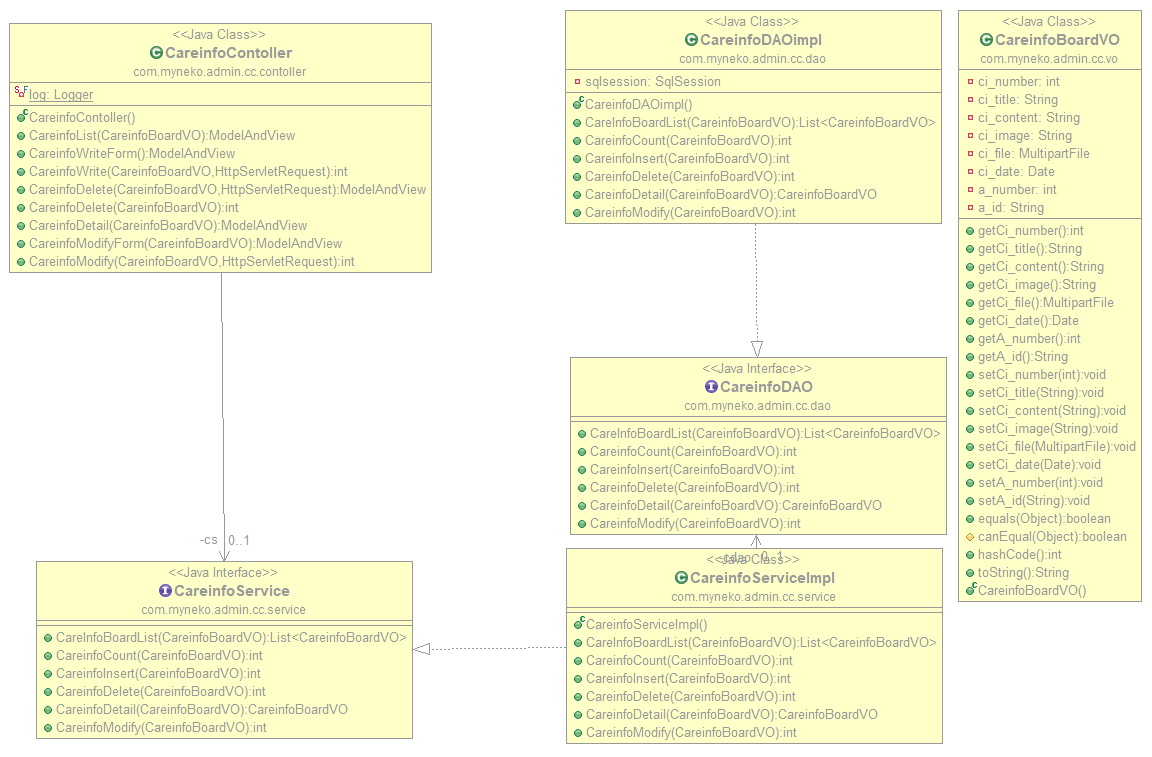 <<Java Class>>
CareinfoContoller
com.myneko.admin.cc.contoller
log: Logger
CareinfoContoller()
CareinfoList(CareinfoBoardVO):ModelAndView
CareinfoWriteForm():ModelAndView
CareinfoWrite(CareinfoBoardVO,HttpServletRequest):int
CareinfoDelete(CareinfoBoardVO,HttpServletRequest):ModelAndView
CareinfoDelete(CareinfoBoardVO):int
CareinfoDetail(CareinfoBoardVO):ModelAndView
CareinfoModifyForm(CareinfoBoardVO):ModelAndView
CareinfoModify(CareinfoBoardVO,HttpServletRequest):int
<<Java Class>>
CareinfoDAOimpl
com.myneko.admin.cc.dao
sqlsession: SqlSession
CareinfoDAOimpl()
CareInfoBoardList(CareinfoBoardVO):List<CareinfoBoardVO>
CareinfoCount(CareinfoBoardVO):int
CareinfoInsert(CareinfoBoardVO):int
CareinfoDelete(CareinfoBoardVO):int
CareinfoDetail(CareinfoBoardVO):CareinfoBoardVO
CareinfoModify(CareinfoBoardVO):int
<<Java Class>>
CareinfoBoardVO
com.myneko.admin.cc.vo
ci_number: int
ci_title: String
ci_content: String
ci_image: String
ci_file: MultipartFile
ci_date: Date
a_number: int
a_id: String
getCi_number():int
getCi_title():String
getCi_content():String
getCi_image():String
getCi_file():MultipartFile
getCi_date():Date
getA_number():int
getA_id():String
setCi_number(int):void
setCi_title(String):void
setCi_content(String):void
setCi_image(String):void
setCi_file(MultipartFile):void
setCi_date(Date):void
setA_number(int):void
setA_id(String):void
equals(Object):boolean
canEqual(Object):boolean
hashCode():int
toString():String
CareinfoBoardVO()
<<Java Interface>>
CareinfoDAO
com.myneko.admin.cc.dao
CareInfoBoardList(CareinfoBoardVO):List<CareinfoBoardVO>
CareinfoCount(CareinfoBoardVO):int
CareinfoInsert(CareinfoBoardVO):int
CareinfoDelete(CareinfoBoardVO):int
CareinfoDetail(CareinfoBoardVO):CareinfoBoardVO
CareinfoModify(CareinfoBoardVO):int
-cs 0..1
<<Java Interface>>
CareinfoService
com.myneko.admin.cc.service
CareInfoBoardList(CareinfoBoardVO):List<CareinfoBoardVO>
CareinfoCount(CareinfoBoardVO):int
CareinfoInsert(CareinfoBoardVO):int
CareinfoDelete(CareinfoBoardVO):int
CareinfoDetail(CareinfoBoardVO):CareinfoBoardVO
CareinfoModify(CareinfoBoardVO):int
-cdao 0..1
<<Java Class>>
CareinfoServiceImpl
com.myneko.admin.cc.service
CareinfoServiceImpl()
CareInfoBoardList(CareinfoBoardVO):List<CareinfoBoardVO>
CareinfoCount(CareinfoBoardVO):int
CareinfoInsert(CareinfoBoardVO):int
CareinfoDelete(CareinfoBoardVO):int
CareinfoDetail(CareinfoBoardVO):CareinfoBoardVO
CareinfoModify(CareinfoBoardVO):int